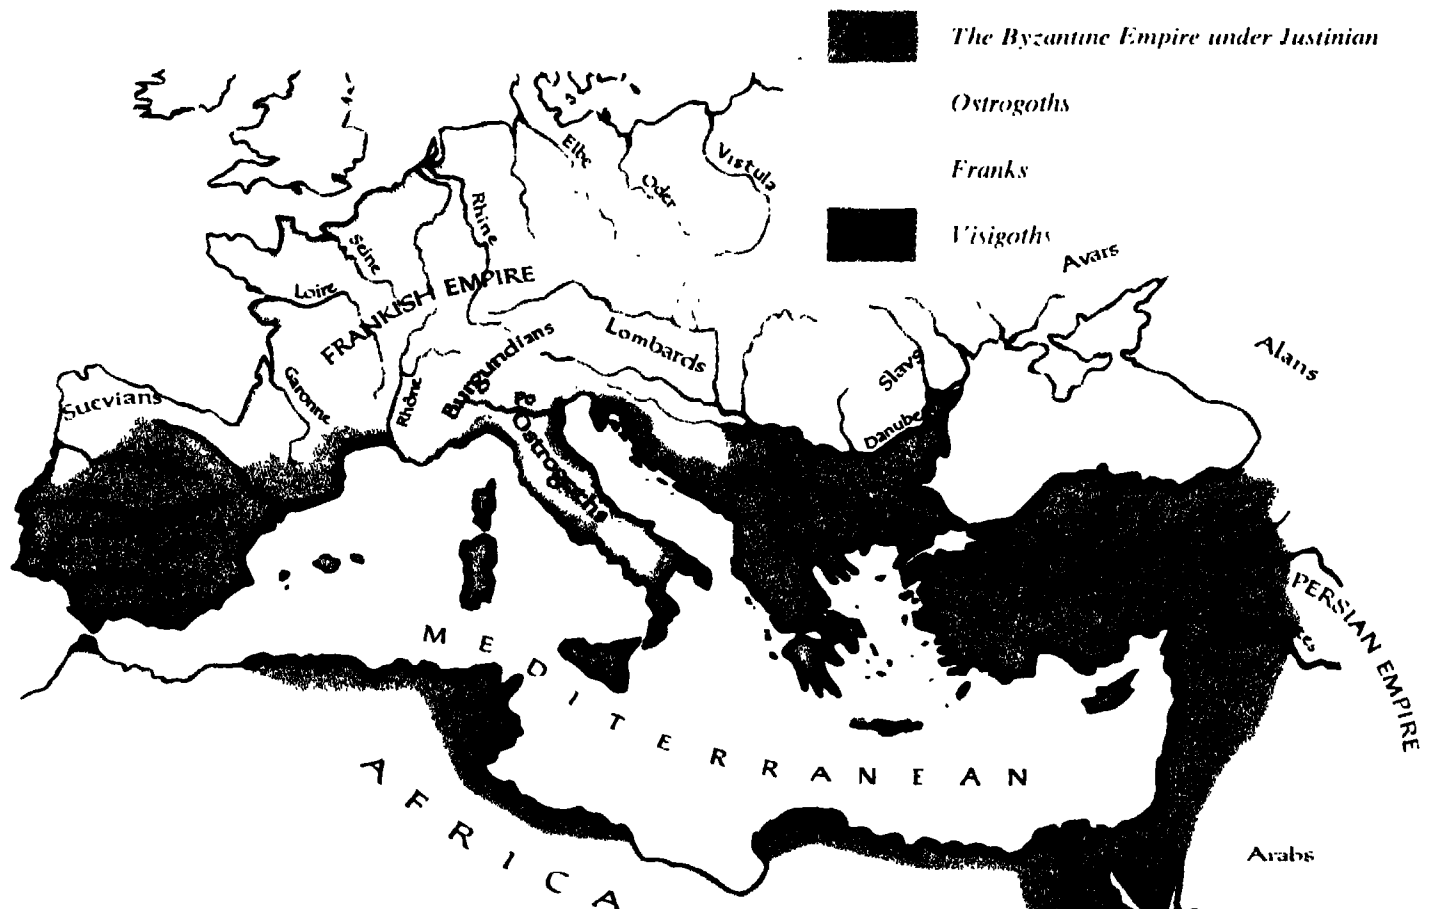 The Byzantine Empire under Justinian
Ostrogoths
Franks
Visigoths
Elbe
Vistula
Oder
Rhine
Seine
Avars
FRANKISH EMPIRE
Loire
Lombards
Burgundians
Slavs
Alans
Suevians
Garonne
Rhône
Po
Danube
Ostrogoths
PERSIAN EMPIRE
MEDITERRANEAN
AFRICA
Arabs